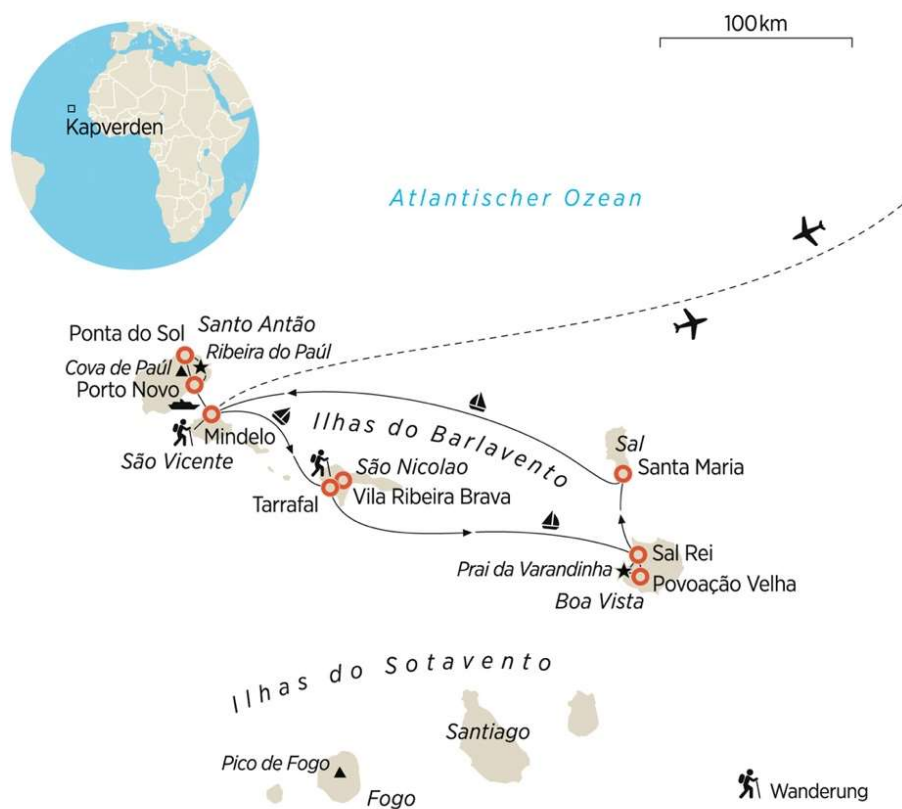 100km
Kapverden
Atlantischer Ozean
Ponta do Sol
Santo Antão
Ribeira do Paúl
Cova de Paúl
Porto Novo
Mindelo
São Vicente
Ilhas do Barlavento
Sal
Santa Maria
São Nicolao
Tarrafal
Vila Ribeira Brava
Sal Rei
Prai da Varandinha
Povoação Velha
Boa Vista
Ilhas do Sotavento
Santiago
Pico de Fogo
Fogo
Wanderung